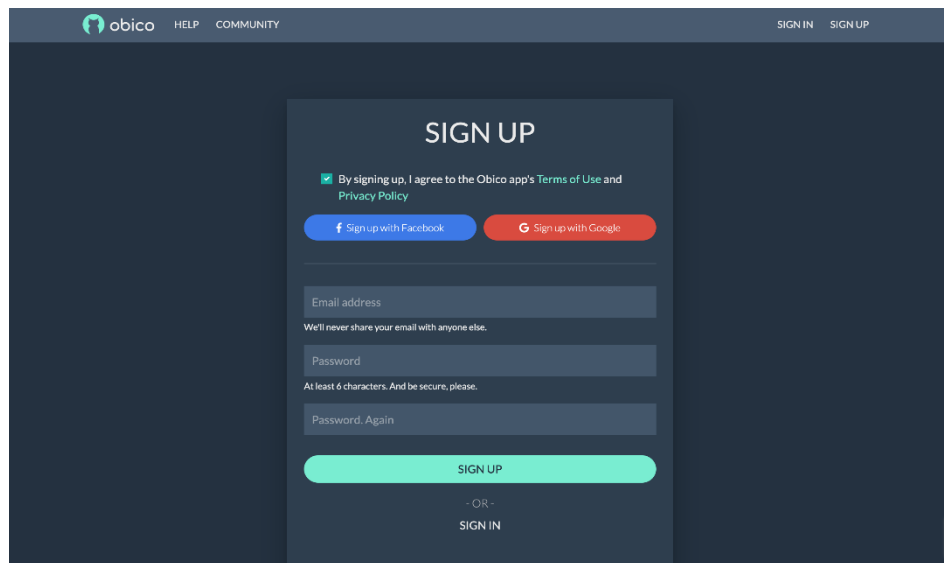 obico HELP COMMUNITY SIGN IN SIGN UP
SIGN UP
By signing up, I agree to the Obico app's Terms of Use and
Privacy Policy
Sign up with Facebook Sign up with Google
Email address
We'll never share your email with anyone else.
Password
At least 6 characters. And be secure, please.
Password. Again
SIGN UP
- OR -
SIGN IN